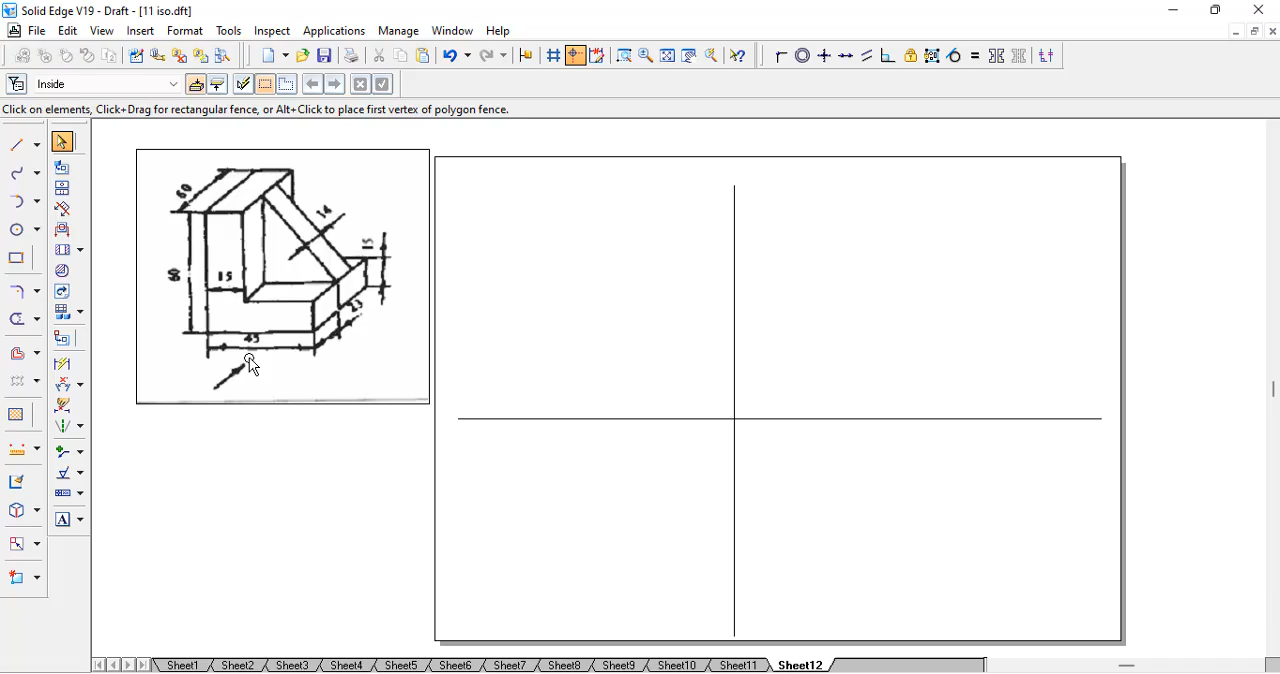 Solid Edge V19 - Draft - [11 iso.dft]
File Edit View Insert Format Tools Inspect Applications Manage Window Help
Inside
Click on elements, Click+Drag for rectangular fence, or Alt+Click to place first vertex of polygon fence.
60
14
15
60
15
23
45
A
Sheet1 Sheet2 Sheet3 Sheet4 Sheet5 Sheet6 Sheet7 Sheet8 Sheet9 Sheet10 Sheet11 Sheet12